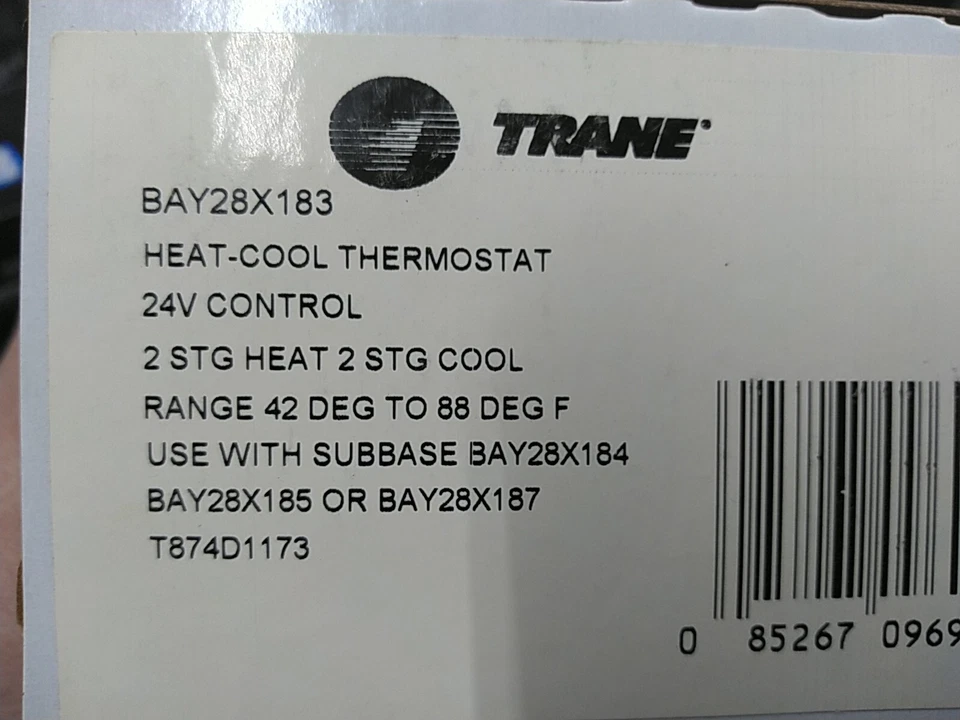 TRANE
BAY28X183
HEAT-COOL THERMOSTAT
24V CONTROL
2 STG HEAT 2 STG COOL
RANGE 42 DEG TO 88 DEG F
USE WITH SUBBASE BAY28X184
BAY28X185 OR BAY28X187
T874D1173
0 85267 0969